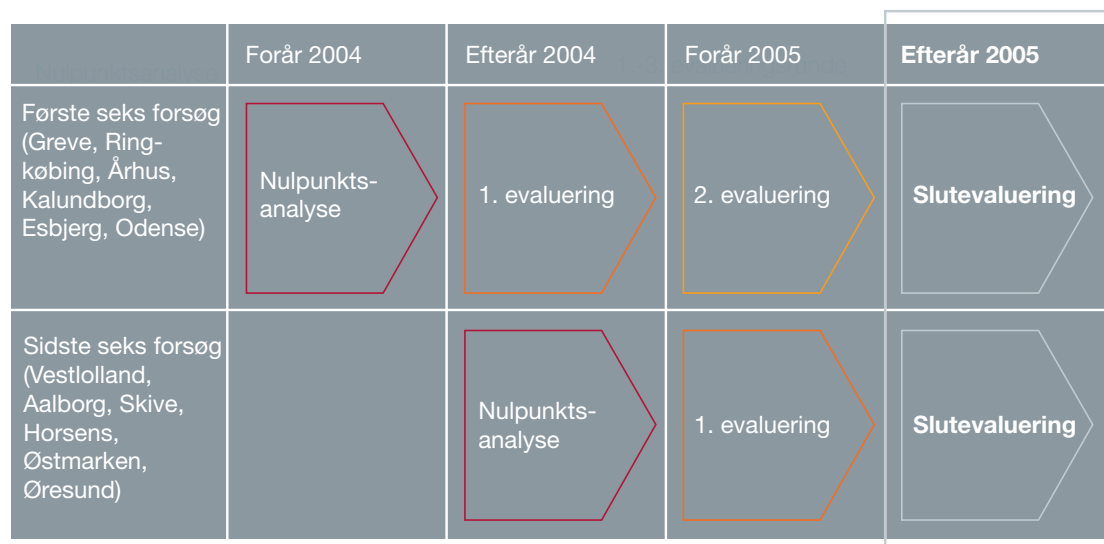 Forår 2004
Efterår 2004
Forår 2005
Efterår 2005
Nulpunktsanalyse
Første seks forsøg
(Greve, Ring-
købing, Århus,
Kalundborg,
Esbjerg, Odense)
Nulpunkts-
analyse
1. evaluering
2. evaluering
Slutevaluering
Sidste seks forsøg
(Vestlolland,
Aalborg, Skive,
Horsens,
Østmarken,
Øresund)
Nulpunkts-
analyse
1. evaluering
Slutevaluering